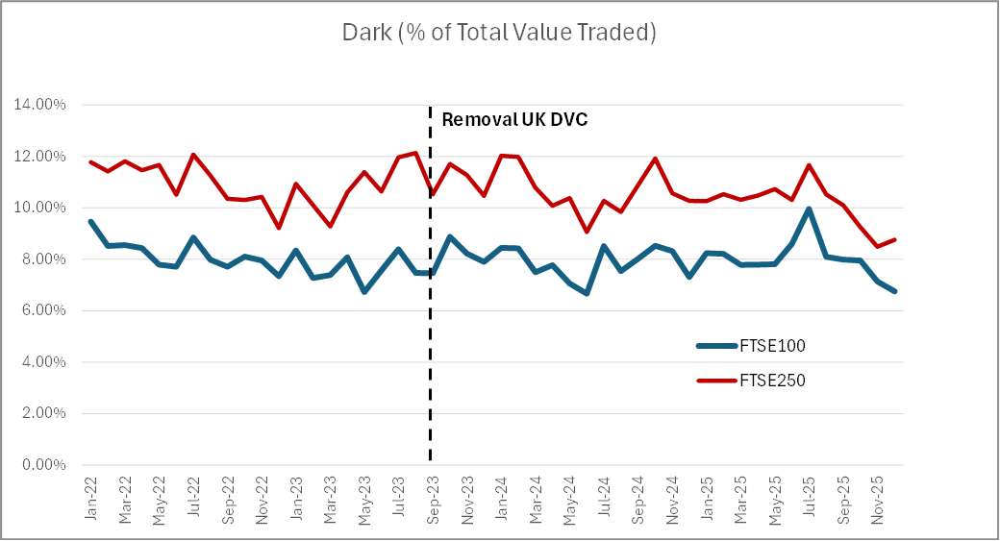 Dark (% of Total Value Traded)
14.00%
Removal UK DVC
12.00%
10.00%
8.00%
6.00%
FTSE100
4.00%
FTSE250
2.00%
0.00%
Jan-22
Mar-22
May-22
Jul-22
Sep-22
Nov-22
Jan-23
Mar-23
May-23
Jul-23
Sep-23
Nov-23
Jan-24
Mar-24
May-24
Jul-24
Sep-24
Nov-24
Jan-25
Mar-25
May-25
Jul-25
Sep-25
Nov-25